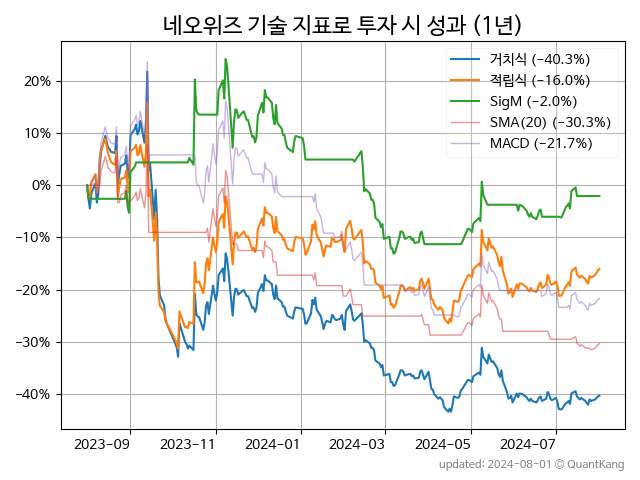 네오위즈 기술 지표로 투자 시 성과 (1년)
거치식 (−40.3%)
적립식 (−16.0%)
SigM (−2.0%)
SMA(20) (−30.3%)
MACD (−21.7%)
20%
10%
0%
−10%
−20%
−30%
−40%
2023−09 2023−11 2024−01 2024−03 2024−05 2024−07
updated: 2024−08−01 © QuantKang